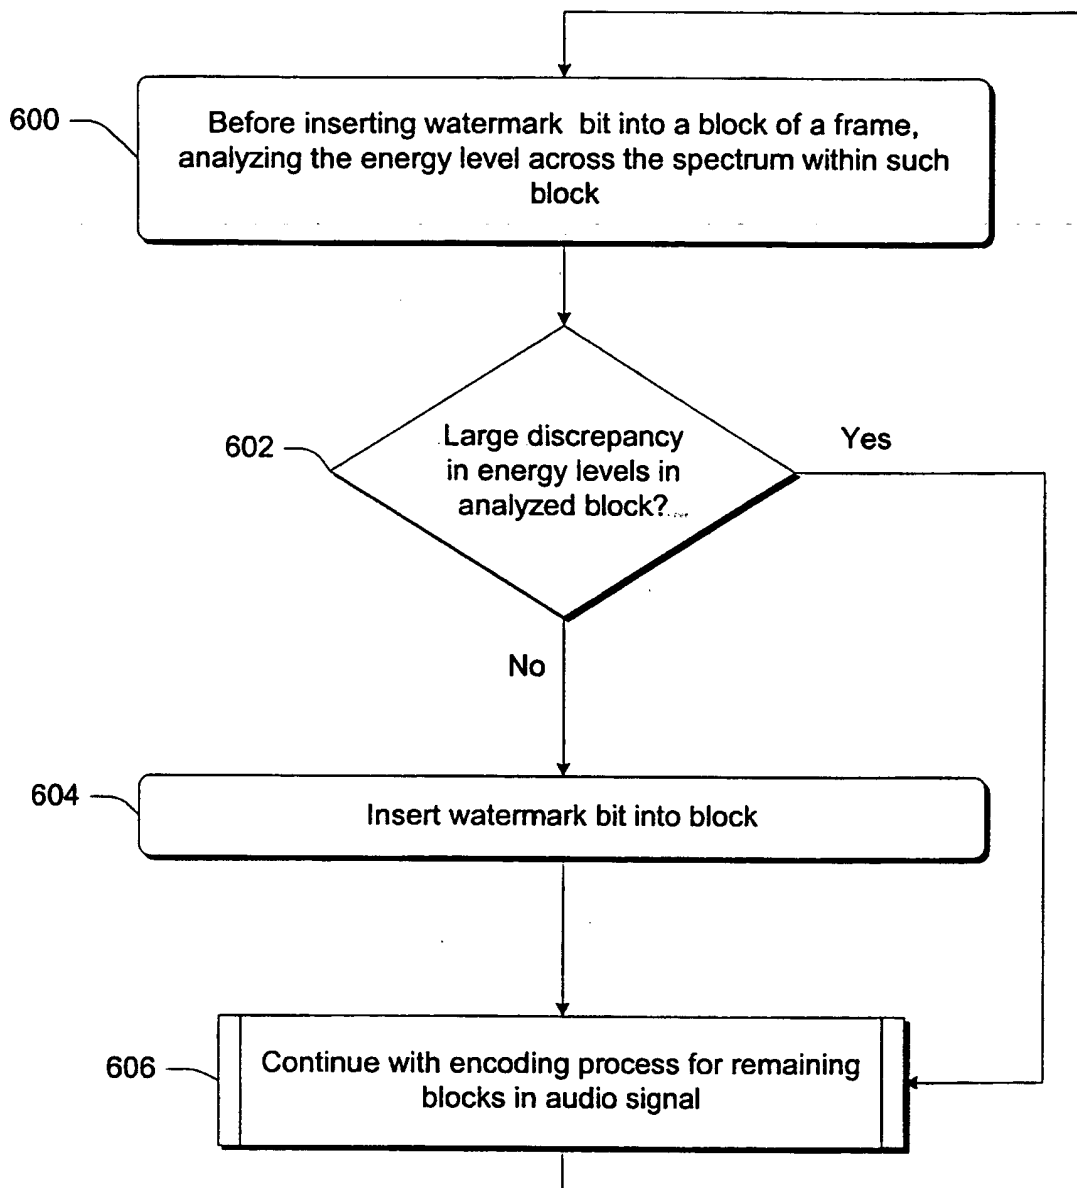 600
Before inserting watermark bit into a block of a frame,
analyzing the energy level across the spectrum within such
block
602
Large discrepancy
in energy levels in
analyzed block?
Yes
No
604
Insert watermark bit into block
606
Continue with encoding process for remaining
blocks in audio signal